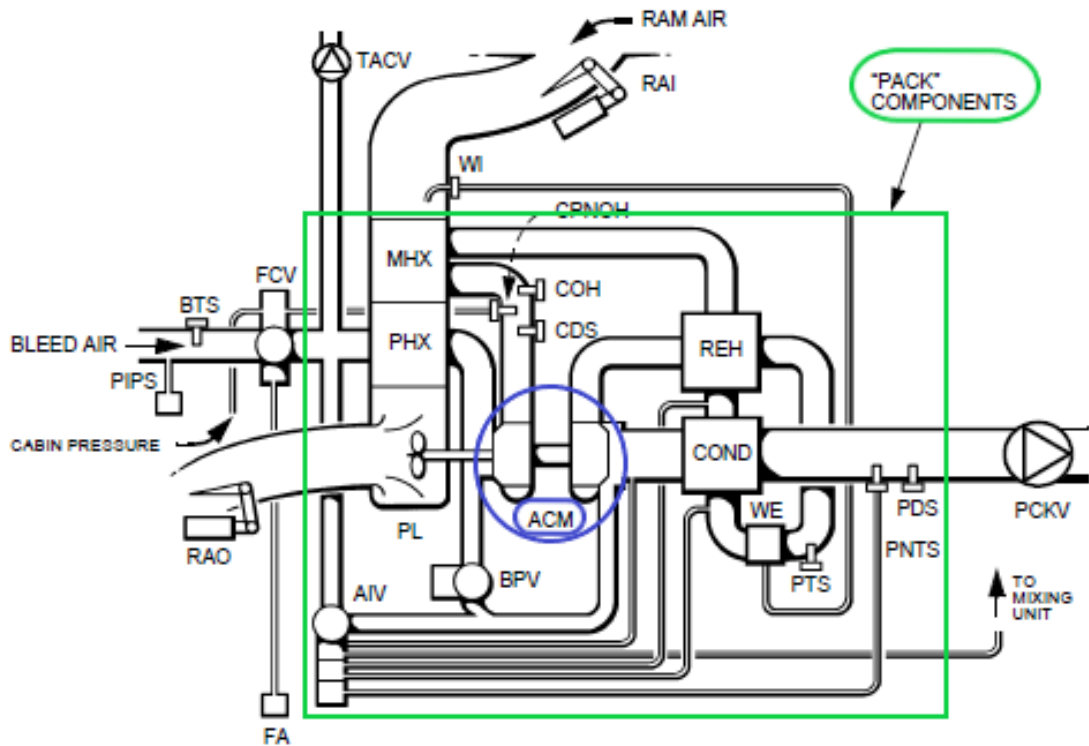 RAM AIR
TACV
RAI
"PACK"
COMPONENTS
WI
CPNOH
MHX
FCV
COH
BTS
CDS
BLEED AIR
PHX
REH
PIPS
CABIN PRESSURE
COND
WE
ACM
PDS
PCKV
RAO
PL
PNTS
BPV
PTS
AIV
TO
MIXING
UNIT
FA